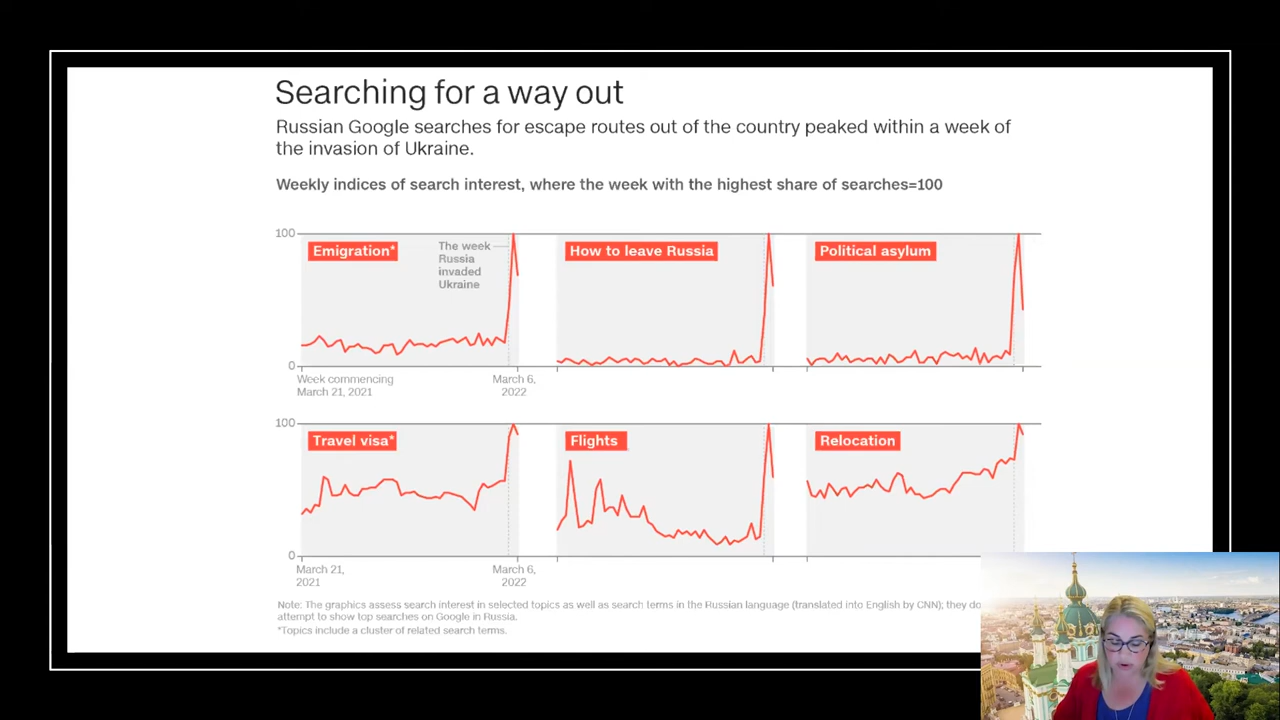 Searching for a way out
Russian Google searches for escape routes out of the country peaked within a week of
the invasion of Ukraine.
Weekly indices of search interest, where the week with the highest share of searches=100
100
Emigration*
The week
Russia
invaded
Ukraine
How to leave Russia
Political asylum
0
Week commencing
March 21, 2021
March 6,
2022
100
Travel visa*
Flights
Relocation
0
March 21,
2021
March 6,
2022
Note: The graphics assess search interest in selected topics as well as search terms in the Russian language (translated into English by CNN); they do
attempt to show top searches on Google in Russia.
*Topics include a cluster of related search terms.